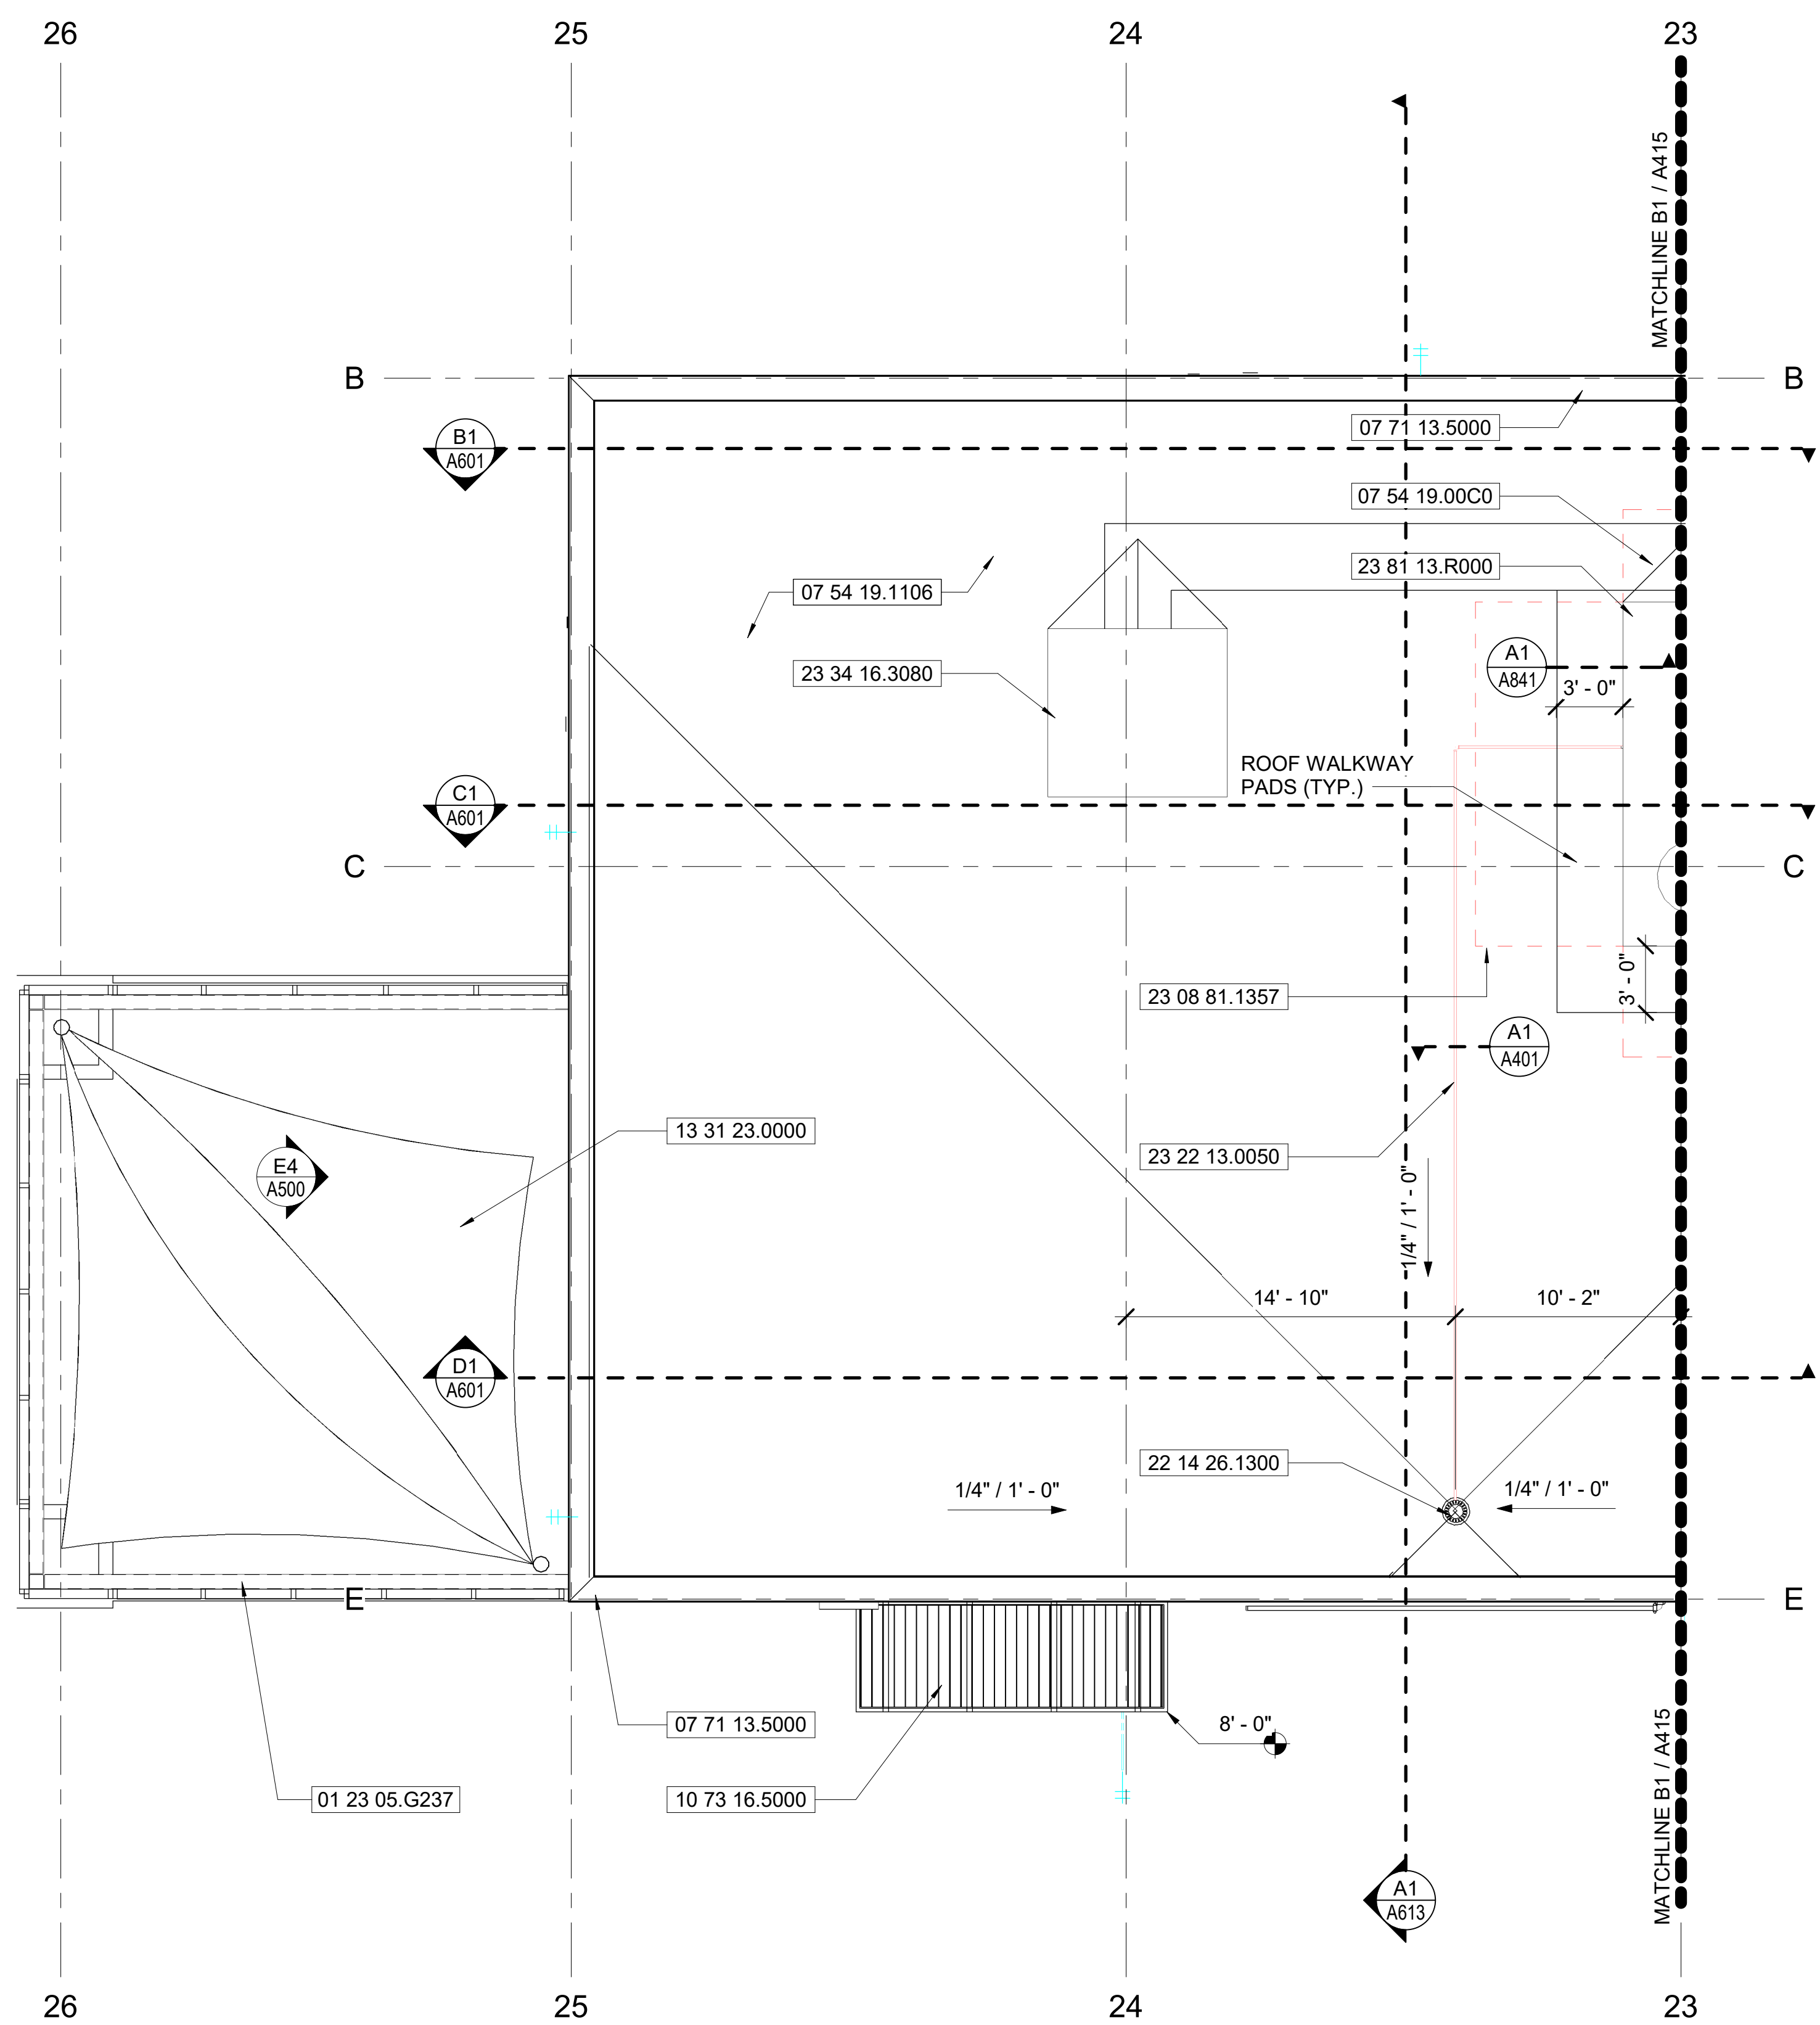 26
25
24
23
MATCHLINE B1 / A415
B
B
B1
A601
07 71 13.5000
07 54 19.00C0
23 81 13.R000
07 54 19.1106
A1
A841
23 34 16.3080
3' - 0"
ROOF WALKWAY
PADS (TYP.)
C1
A601
C
C
3' - 0"
23 08 81.1357
A1
A401
13 31 23.0000
23 22 13.0050
E4
A500
1/4" / 1' - 0"
14' - 10"
10' - 2"
D1
A601
22 14 26.1300
1/4" / 1' - 0"
1/4" / 1' - 0"
E
E
07 71 13.5000
8' - 0"
01 23 05.G237
10 73 16.5000
MATCHLINE B1 / A415
A1
A613
26
25
24
23